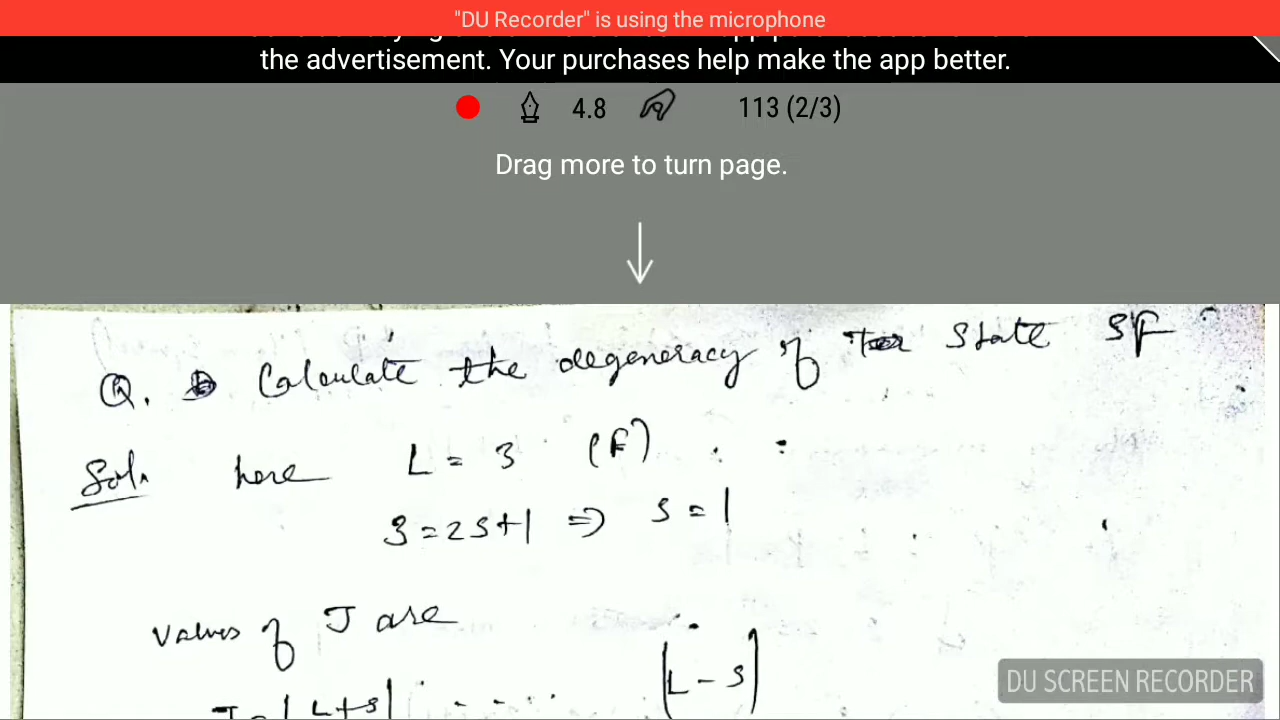 "DU Recorder" is using the microphone
the advertisement. Your purchases help make the app better.
4.8 113 (2/3)
Drag more to turn page.
Q. Calculate the degeneracy of state 3F
Sol. here L = 3 (F)
3 = 2S+1 ⇒ S = 1
Values of J are
J = |L+S| . . . . . |L - S|
DU SCREEN RECORDER